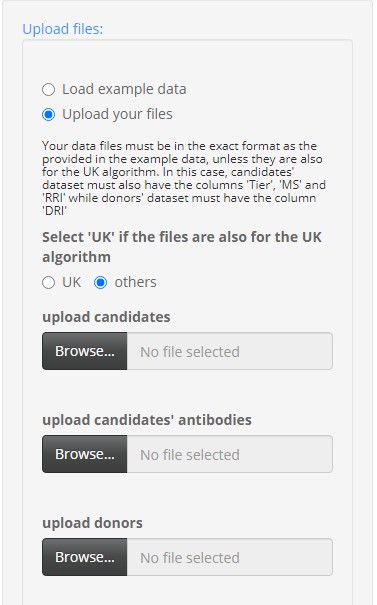 Upload files:
Load example data
Upload your files
Your data files must be in the exact format as the
provided in the example data, unless they are also
for the UK algorithm. In this case, candidates'
dataset must also have the columns 'Tier', 'MS' and
'RRI' while donors' dataset must have the column
'DRI'
Select 'UK' if the files are also for the UK
algorithm
UK others
upload candidates
Browse... No file selected
upload candidates' antibodies
Browse... No file selected
upload donors
Browse... No file selected